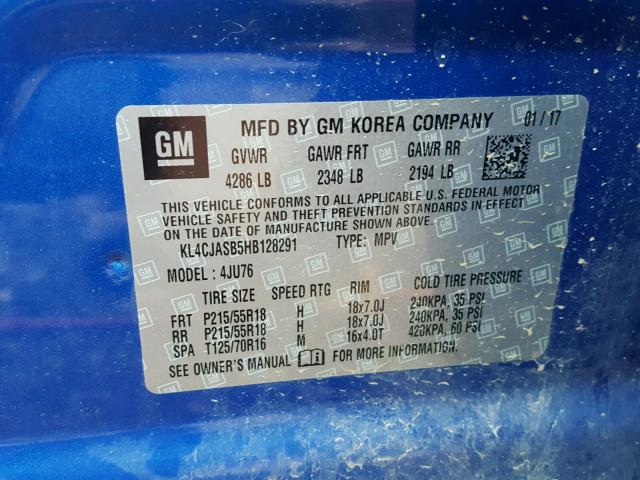 GM MFD BY GM KOREA COMPANY 01/17
GVWR GAWR FRT GAWR RR
4286 LB 2348 LB 2194 LB
THIS VEHICLE CONFORMS TO ALL APPLICABLE U.S. FEDERAL MOTOR
VEHICLE SAFETY AND THEFT PREVENTION STANDARDS IN EFFECT
ON THE DATE OF MANUFACTURE SHOWN ABOVE.
KL4CJASB5HB128291 TYPE: MPV
MODEL: 4JU76
TIRE SIZE SPEED RTG RIM COLD TIRE PRESSURE
FRT P215/55R18 H 18x7.0J 240KPA, 35 PSI
RR P215/55R18 H 18x7.0J 240KPA, 35 PSI
SPA T125/70R16 M 16x4.0T 420KPA, 60 PSI
SEE OWNER'S MANUAL FOR MORE INFORMATION.